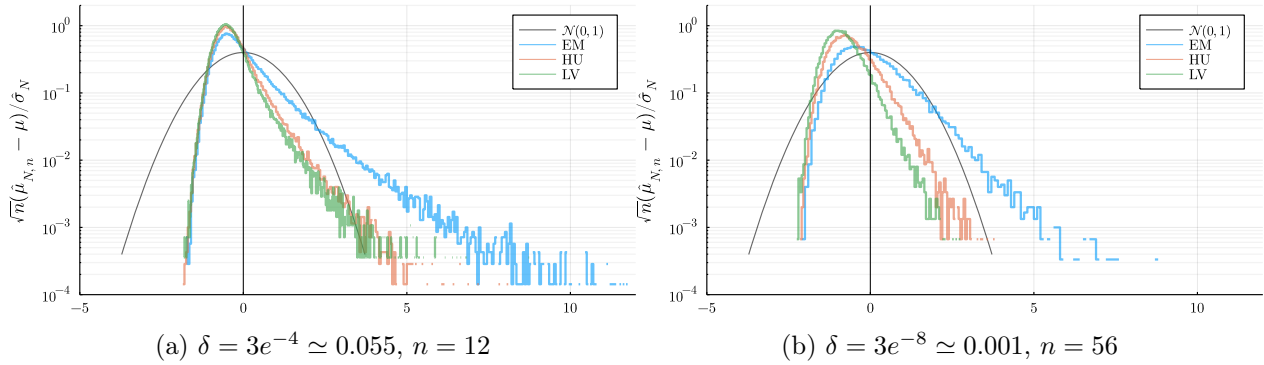 10^0
10^{-1}
10^{-2}
10^{-3}
10^{-4}
√n(μ̂_{N,n} − μ)/σ̂_N
−5
0
5
10
𝒩(0, 1)
EM
HU
LV
(a) δ = 3e^{−4} ≃ 0.055, n = 12
10^0
10^{-1}
10^{-2}
10^{-3}
10^{-4}
√n(μ̂_{N,n} − μ)/σ̂_N
−5
0
5
10
𝒩(0, 1)
EM
HU
LV
(b) δ = 3e^{−8} ≃ 0.001, n = 56